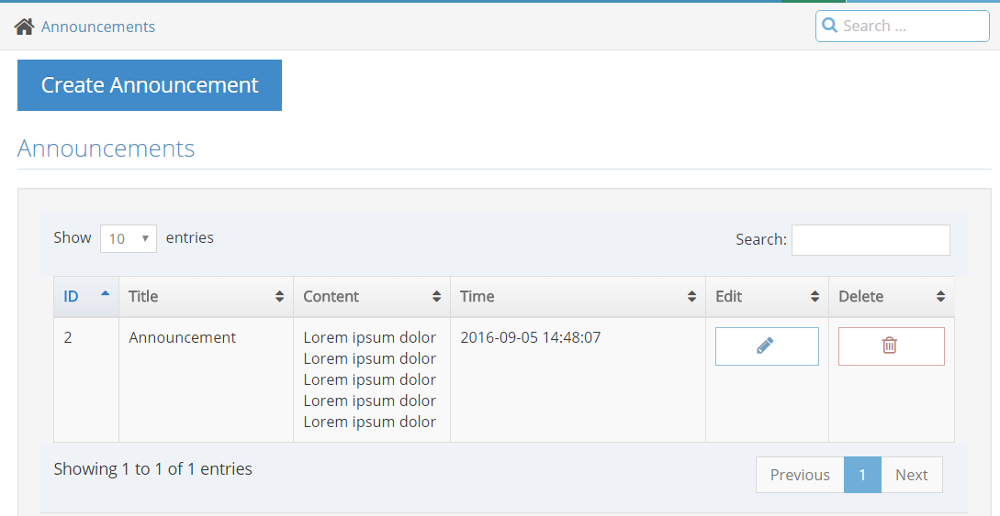 Announcements
Search ...
Create Announcement
Announcements
Show 10 entries
Search:
ID Title Content Time Edit Delete
2 Announcement Lorem ipsum dolor 2016-09-05 14:48:07
Lorem ipsum dolor
Lorem ipsum dolor
Lorem ipsum dolor
Lorem ipsum dolor
Showing 1 to 1 of 1 entries
Previous 1 Next